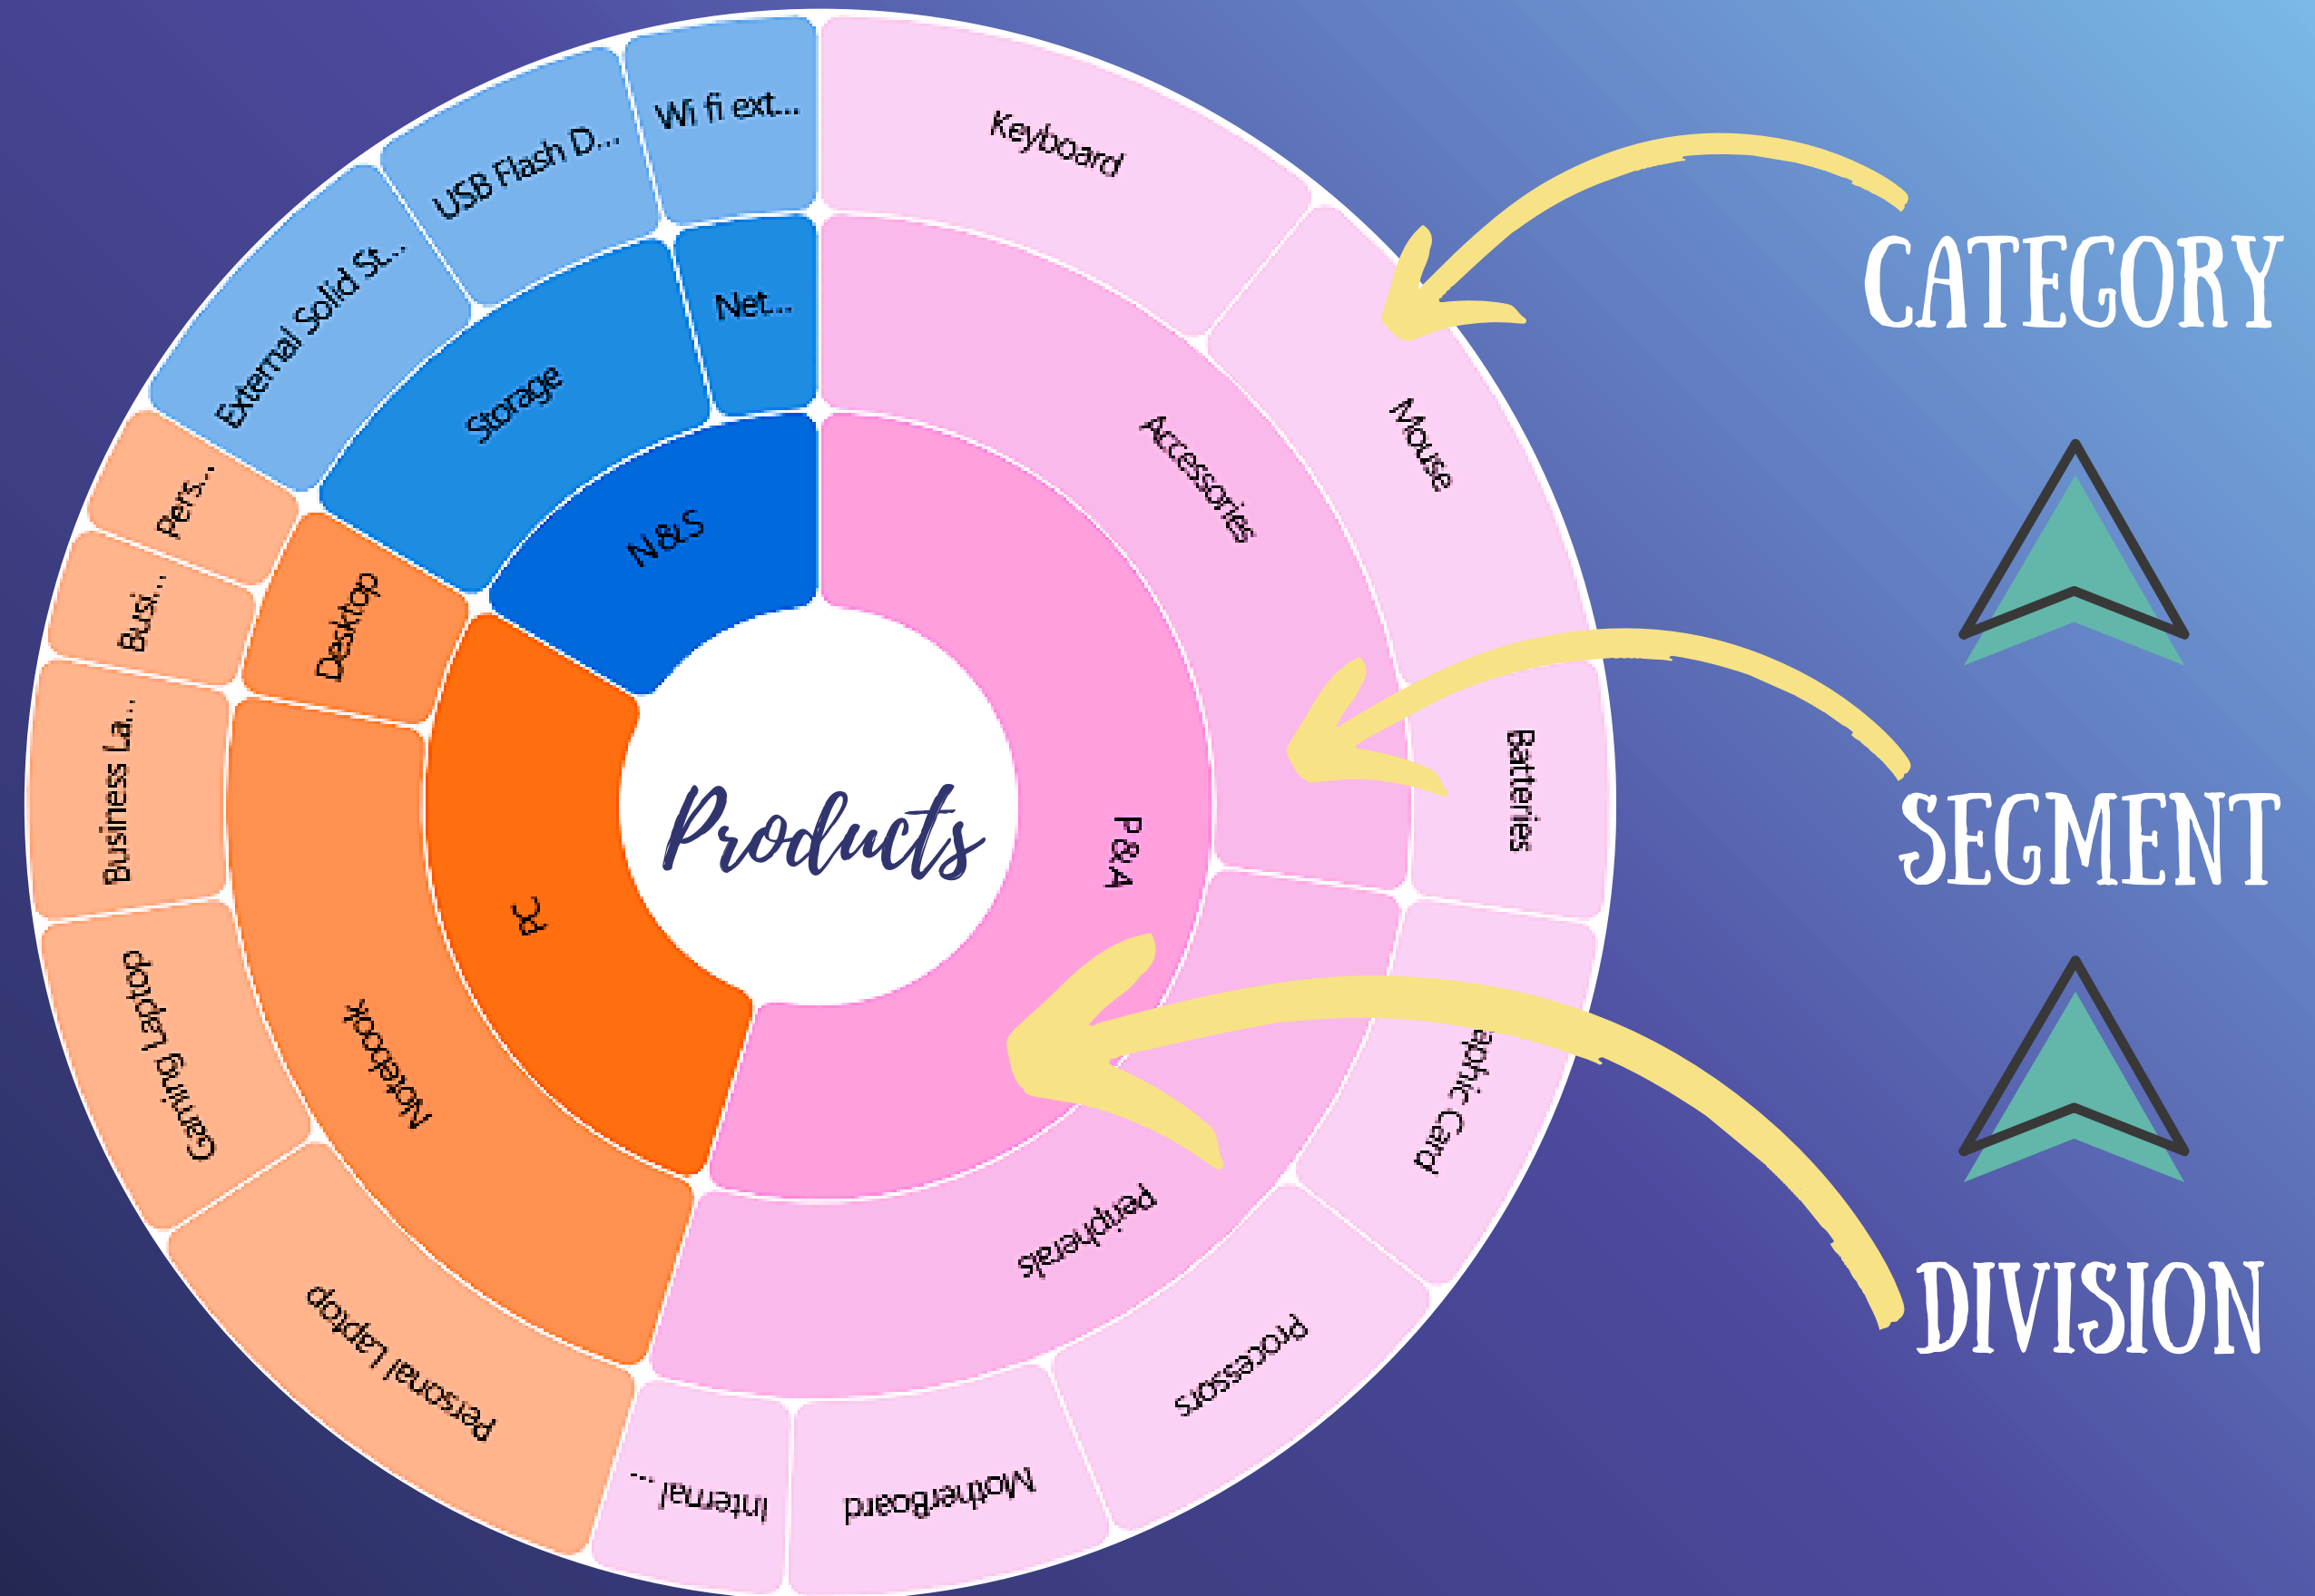 Products
N&S
P&A
PC
Storage
Net...
Accessories
Peripherals
Notebook
Desktop
External Solid St...
USB Flash D...
Wi fi ext...
Keyboard
Mouse
Batteries
aphic Card
Processors
MotherBoard
Internal ...
Personal Laptop
Gaming Laptop
Business La...
Busi...
Pers...
CATEGORY
SEGMENT
DIVISION